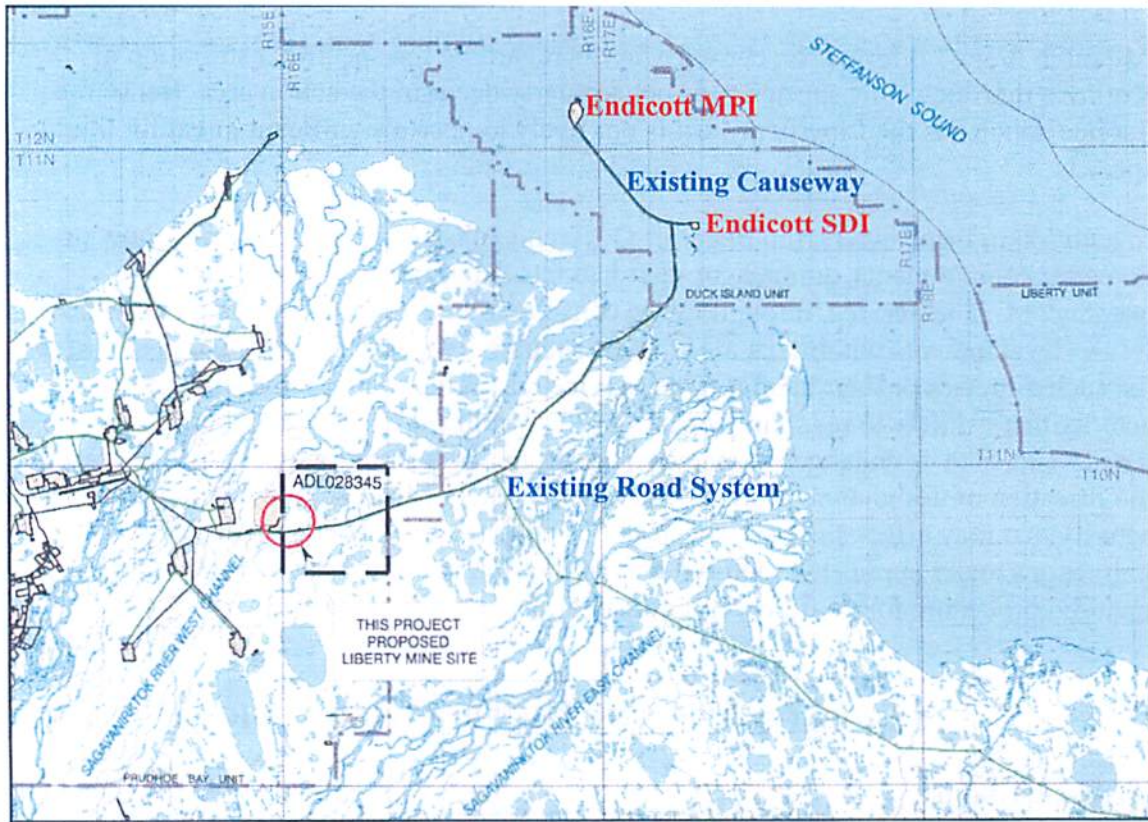 R15E
R16E
R16E
R17E
STEFFANSON SOUND
Endicott MPI
T12N
T11N
Existing Causeway
Endicott SDI
R17E
R18E
DUCK ISLAND UNIT
LIBERTY UNIT
T11N
T10N
ADL028345
Existing Road System
THIS PROJECT
PROPOSED
LIBERTY MINE SITE
SAGAVANIRKTOK RIVER WEST CHANNEL
SAGAVANIRKTOK RIVER EAST CHANNEL
PRUDHOE BAY UNIT